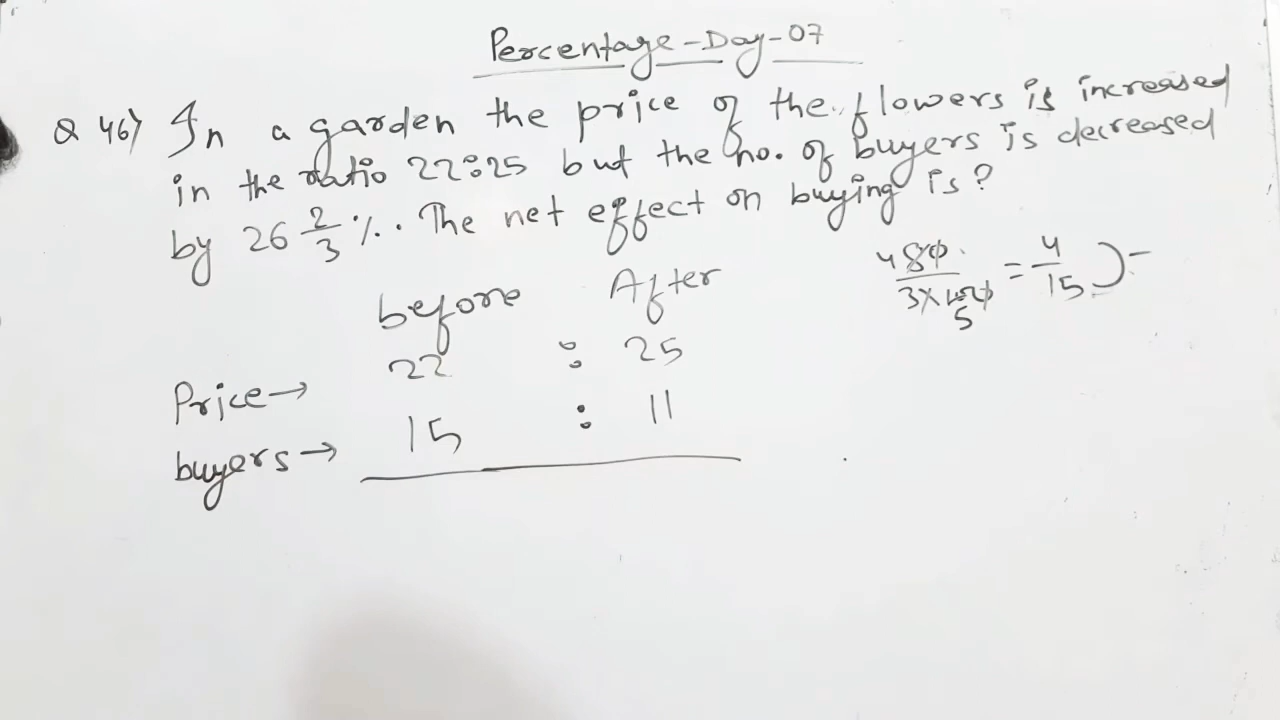 Percentage-Day-07
Q 46) In a garden the price of the flowers is increased
in the ratio 22:25 but the no. of buyers is decreased
by 26 2/3 %. The net effect on buying is?
480/3×100 = 4/15 )-
4 5
before After
Price→ 22 : 25
buyers→ 15 : 11